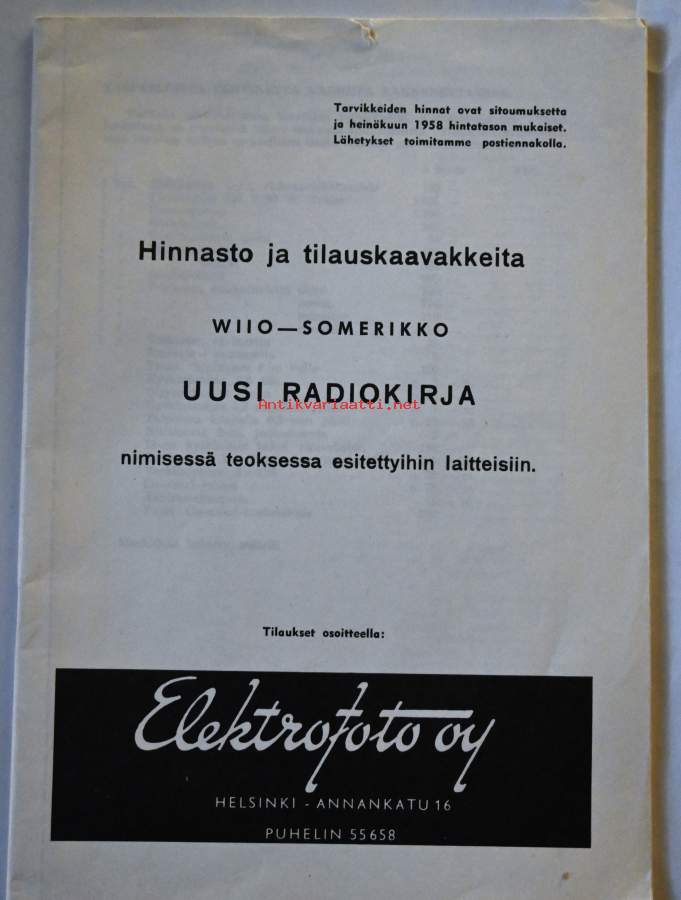 Tarvikkeiden hinnat ovat sitoumuksetta
ja heinäkuun 1958 hintatason mukaiset.
Lähetykset toimitamme postiennakolla.
Hinnasto ja tilauskaavakkeita
WIIO—SOMERIKKO
UUSI RADIOKIRJA
Antikvariaatti.net
nimisessä teoksessa esitettyihin laitteisiin.
Tilaukset osoitteella:
Elektrofoto oy
HELSINKI - ANNANKATU 16
PUHELIN 55658